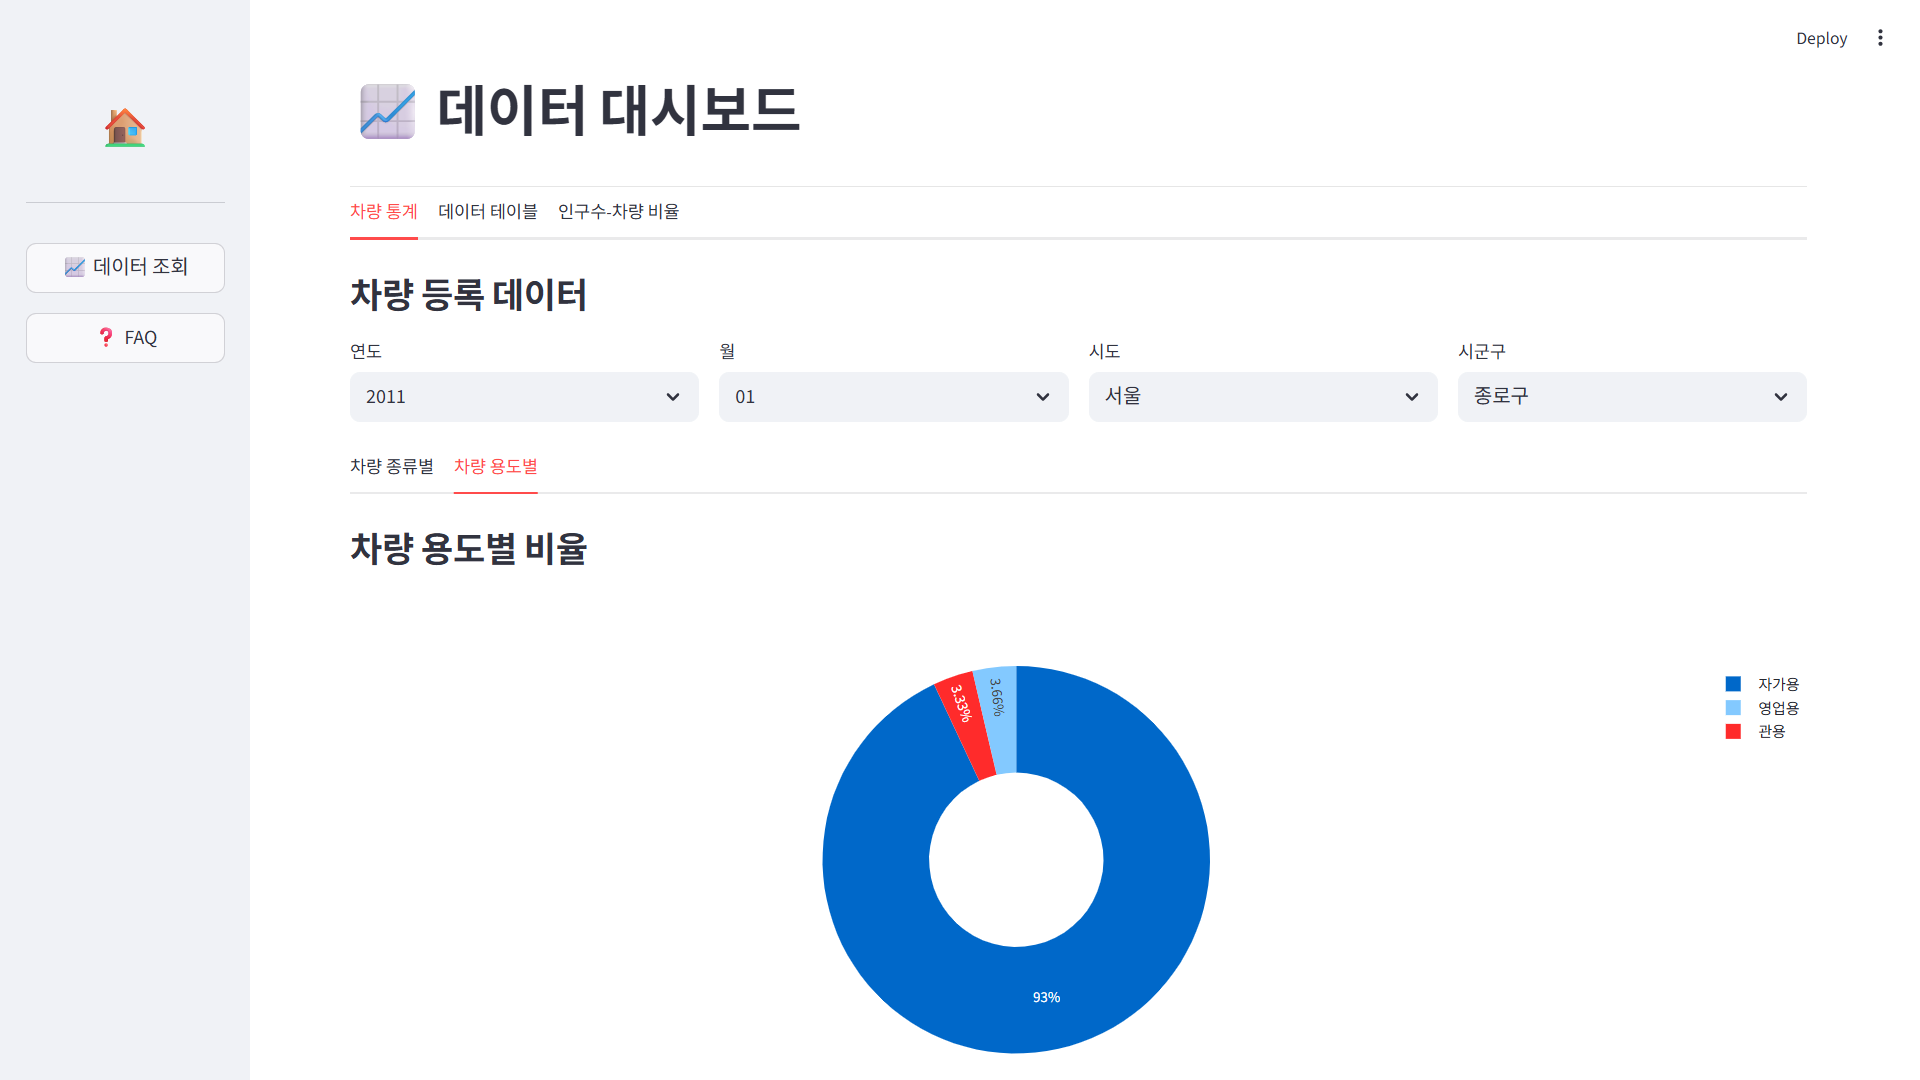 Deploy
데이터 대시보드
데이터 조회
FAQ
차량 통계 데이터 테이블 인구수-차량 비율
차량 등록 데이터
연도 월 시도 시군구
2011 01 서울 종로구
차량 종류별 차량 용도별
차량 용도별 비율
3.33% 3.66%
93%
자가용
영업용
관용